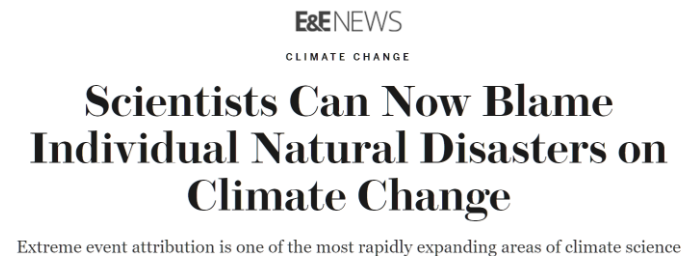 E&E NEWS
CLIMATE CHANGE
Scientists Can Now Blame
Individual Natural Disasters on
Climate Change
Extreme event attribution is one of the most rapidly expanding areas of climate science